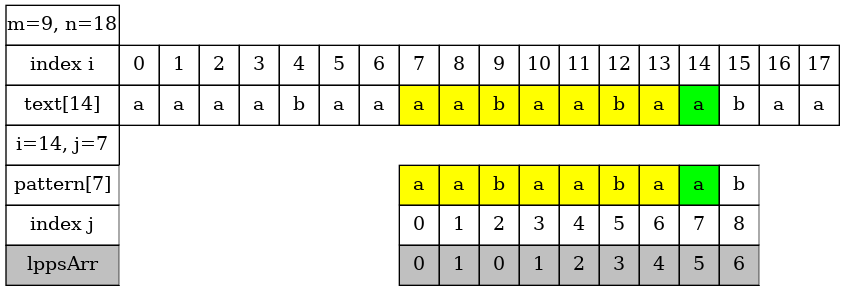 m=9, n=18
index i 0 1 2 3 4 5 6 7 8 9 10 11 12 13 14 15 16 17
text[14] a a a a b a a a a b a a b a a b a a
i=14, j=7
pattern[7] a a b a a b a a b
index j 0 1 2 3 4 5 6 7 8
lppsArr 0 1 0 1 2 3 4 5 6